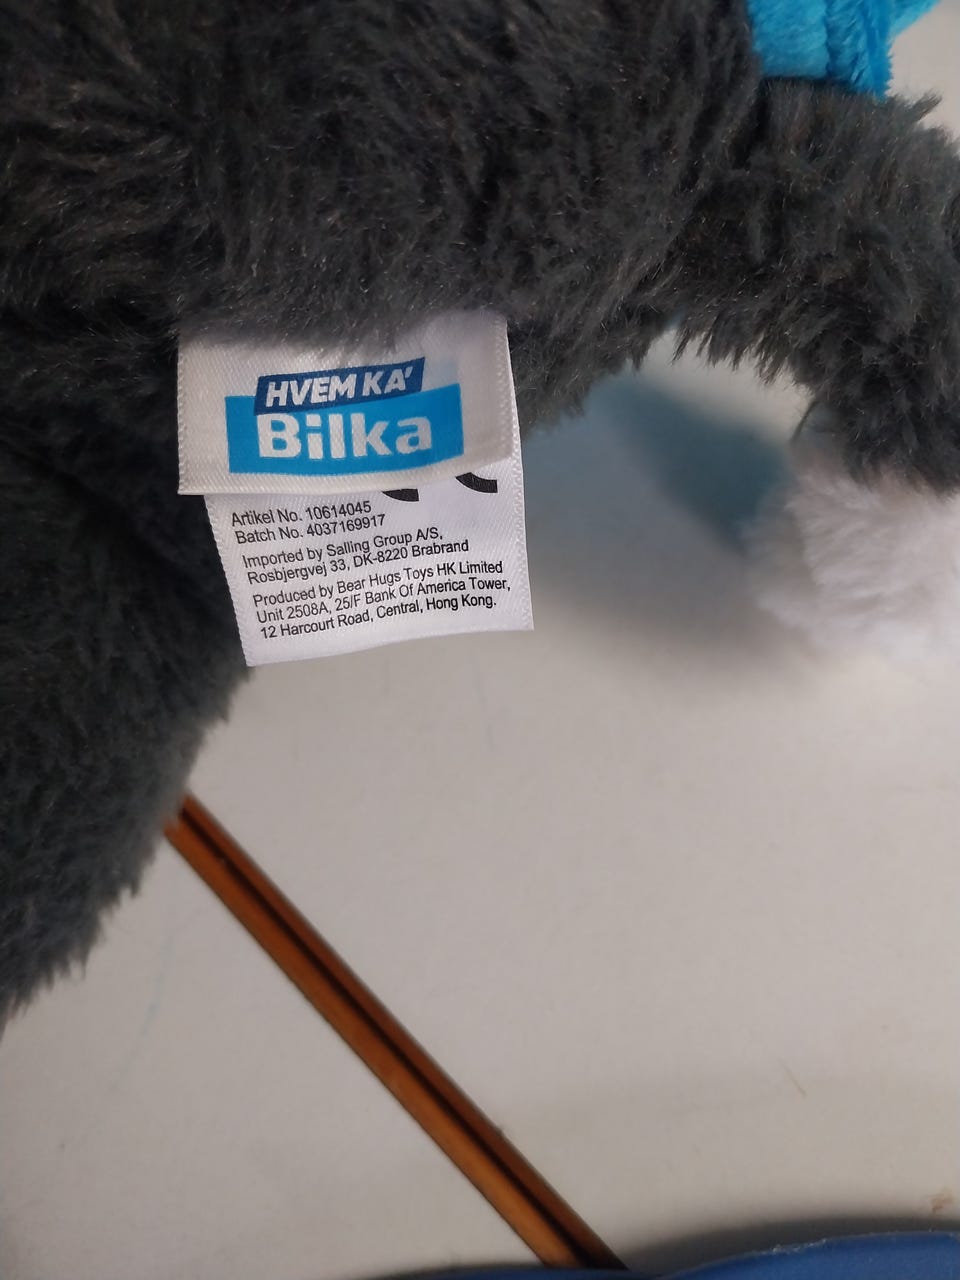 HVEM KA'
Bilka
Artikel No. 10614045
Batch No. 4037169917
Imported by Salling Group A/S,
Rosbjergvej 33, DK-8220 Brabrand
Produced by Bear Hugs Toys HK Limited
Unit 2508A, 25/F Bank Of America Tower,
12 Harcourt Road, Central, Hong Kong.